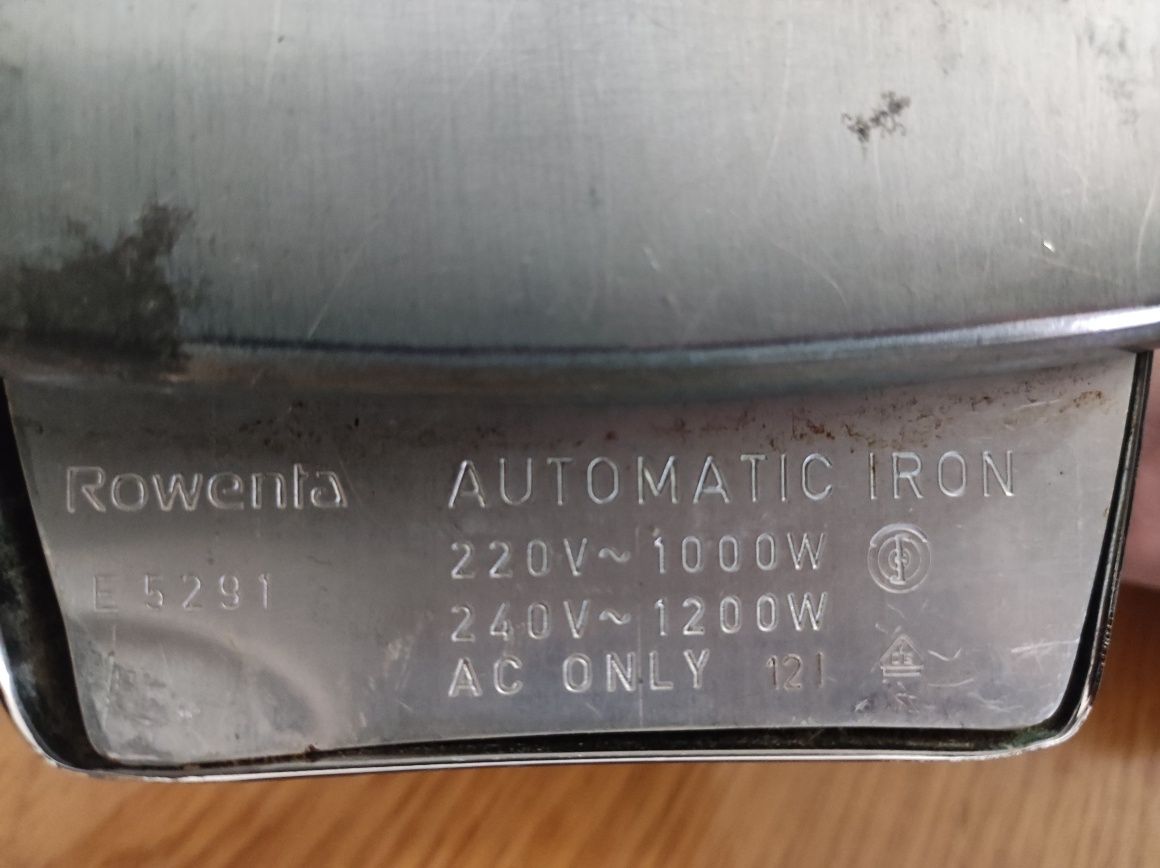 Rowenta AUTOMATIC IRON
220V~ 1000W
E 5291
240V~ 1200W
AC ONLY 121